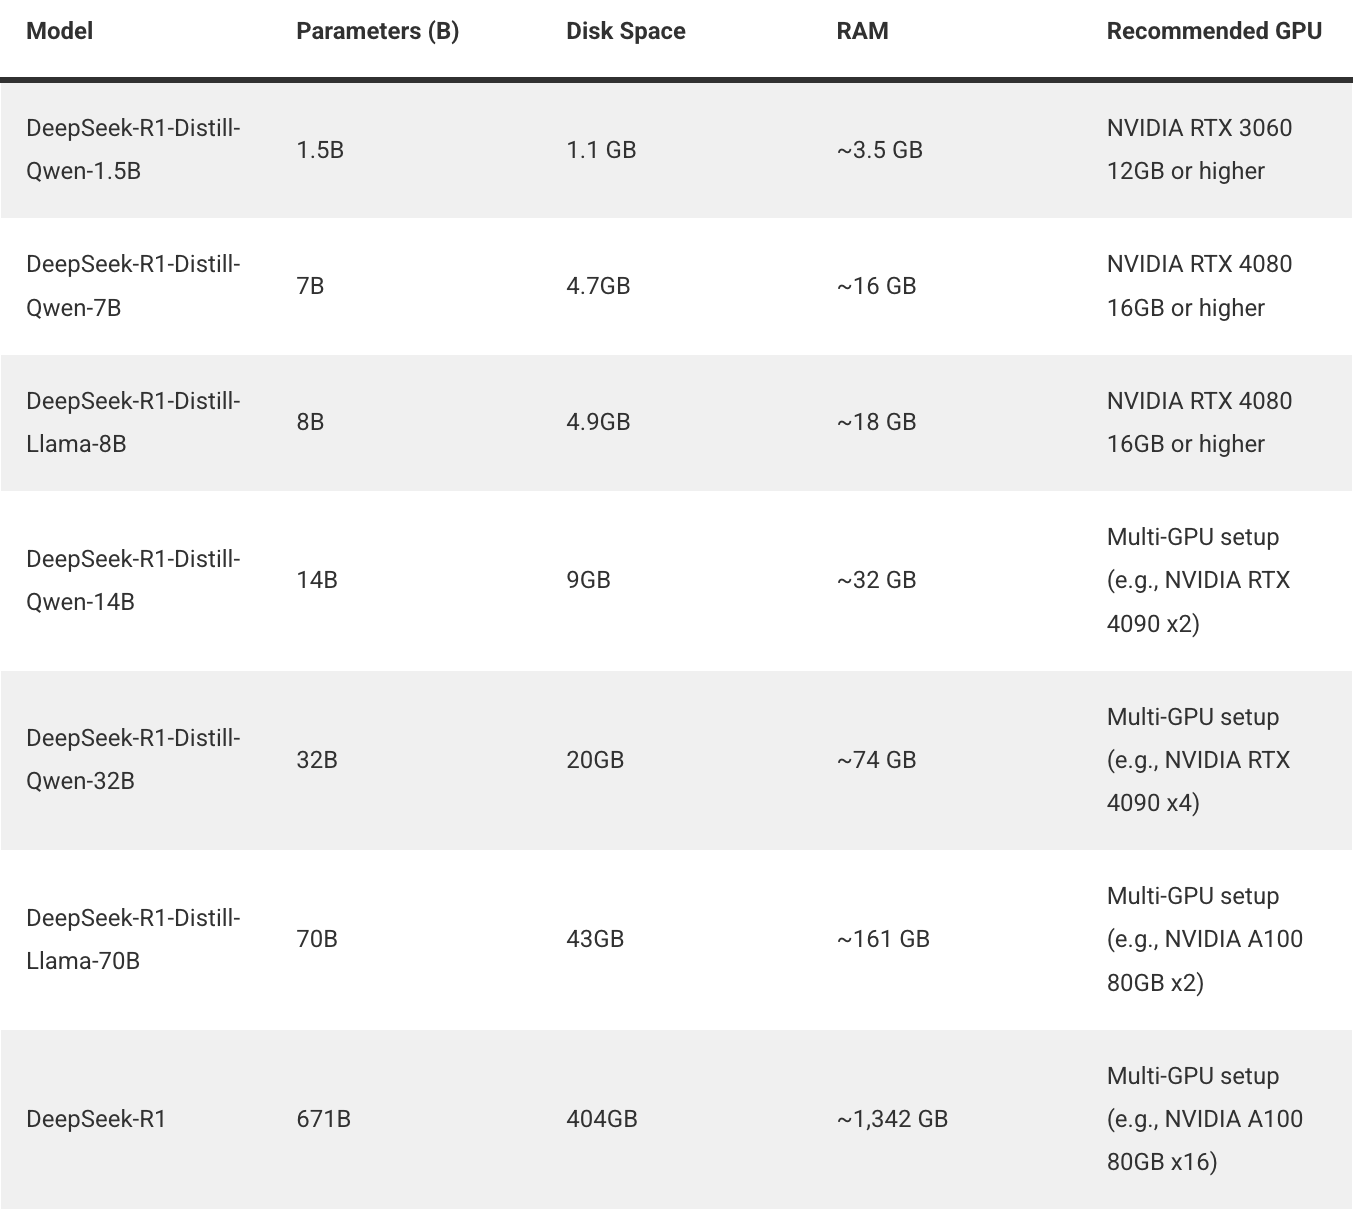 Model Parameters (B) Disk Space RAM Recommended GPU
DeepSeek-R1-Distill-
Qwen-1.5B
1.5B
1.1 GB
~3.5 GB
NVIDIA RTX 3060
12GB or higher
DeepSeek-R1-Distill-
Qwen-7B
7B
4.7GB
~16 GB
NVIDIA RTX 4080
16GB or higher
DeepSeek-R1-Distill-
Llama-8B
8B
4.9GB
~18 GB
NVIDIA RTX 4080
16GB or higher
DeepSeek-R1-Distill-
Qwen-14B
14B
9GB
~32 GB
Multi-GPU setup
(e.g., NVIDIA RTX
4090 x2)
DeepSeek-R1-Distill-
Qwen-32B
32B
20GB
~74 GB
Multi-GPU setup
(e.g., NVIDIA RTX
4090 x4)
DeepSeek-R1-Distill-
Llama-70B
70B
43GB
~161 GB
Multi-GPU setup
(e.g., NVIDIA A100
80GB x2)
DeepSeek-R1
671B
404GB
~1,342 GB
Multi-GPU setup
(e.g., NVIDIA A100
80GB x16)